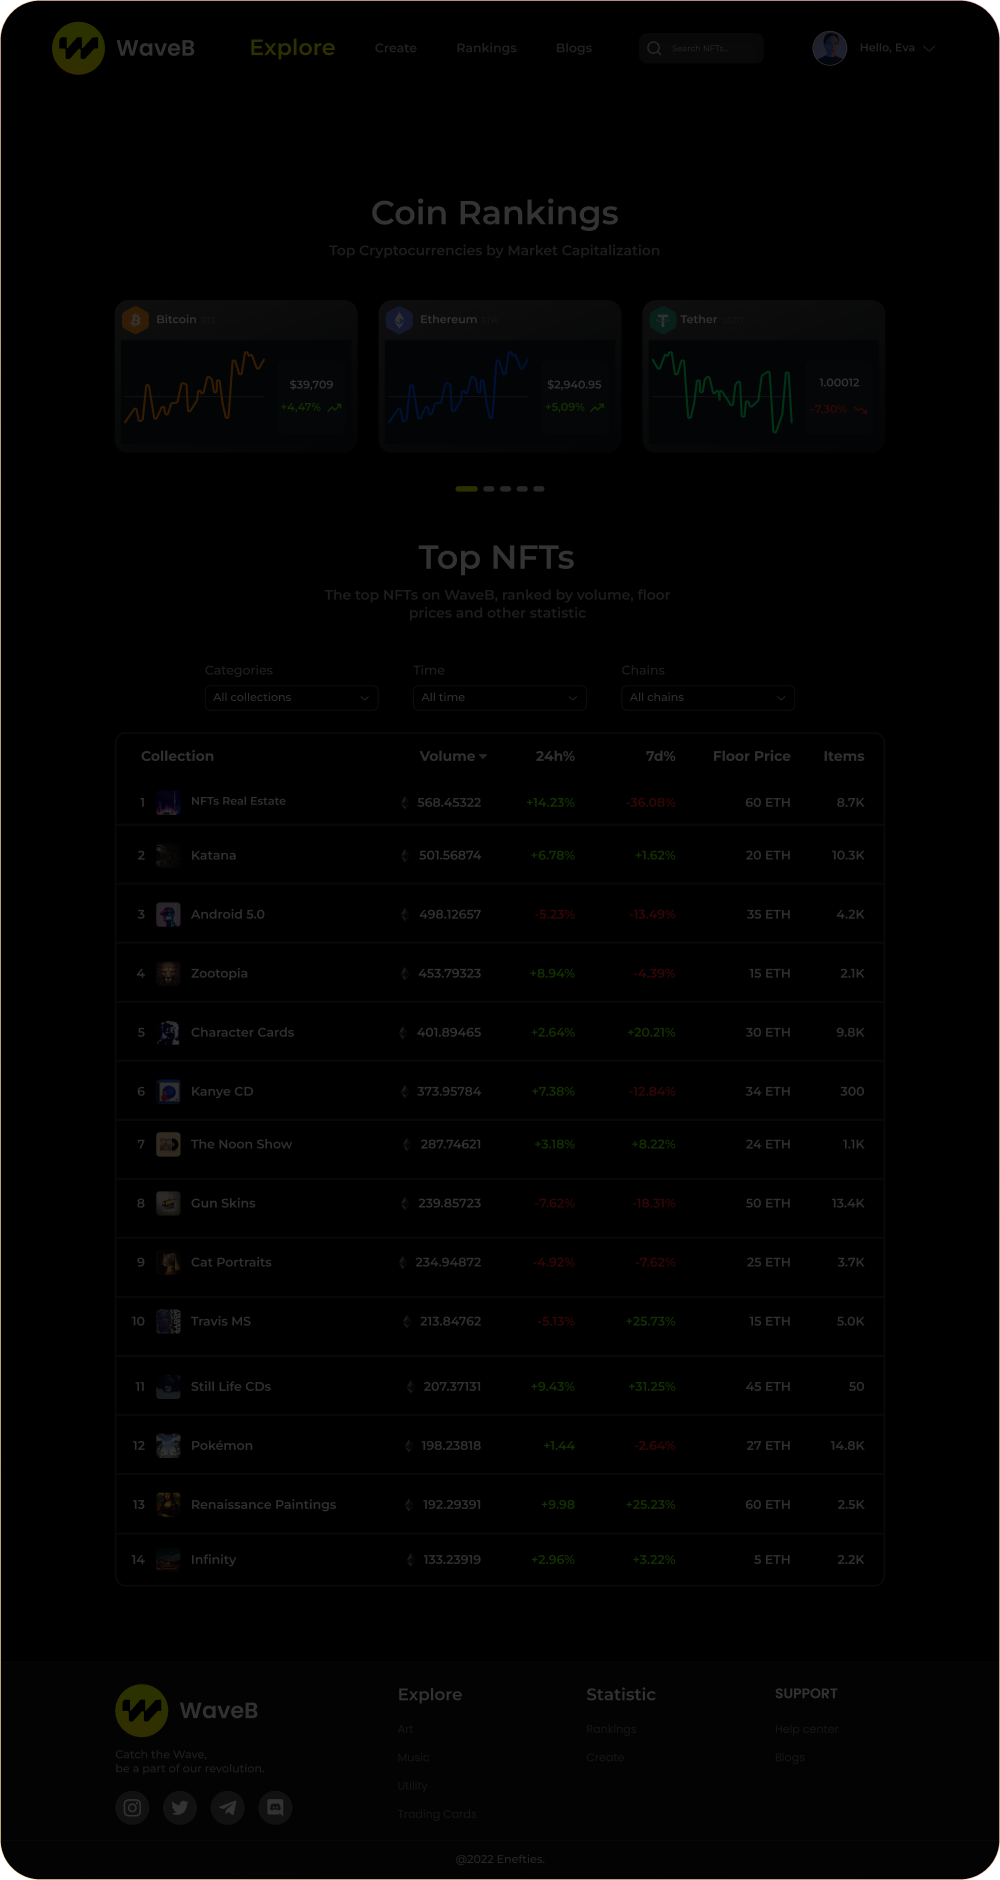 WaveB Explore Create Rankings Blogs Search NFTs.. Hello, Eva
Coin Rankings
Top Cryptocurrencies by Market Capitalization
Bitcoin BTC Ethereum ETH Tether
$39,709 $2,940.95 1.00012
+4,47% +5,09% -7.30%
Top NFTs
The top NFTs on WaveB, ranked by volume, floor
prices and other statistic
Categories Time Chains
All collections All time All chains
Collection Volume 24h% 7d% Floor Price Items
1 NFTs Real Estate 568.45322 +14.23% -36.08% 60 ETH 8.7K
2 Katana 501.56874 +6.78% +1.62% 20 ETH 10.3K
3 Android 5.0 498.12657 -5.23% -13.49% 35 ETH 4.2K
4 Zootopia 453.79323 +8.94% -4.39% 15 ETH 2.1K
5 Character Cards 401.89465 +2.64% +20.21% 30 ETH 9.8K
6 Kanye CD 373.95784 +7.38% -12.84% 34 ETH 300
7 The Noon Show 287.74621 +3.18% +8.22% 24 ETH 1.1K
8 Gun Skins 239.85723 -7.62% -18.31% 50 ETH 13.4K
9 Cat Portraits 234.94872 -4.92% -7.62% 25 ETH 3.7K
10 Travis MS 213.84762 -5.13% +25.73% 15 ETH 5.0K
11 Still Life CDs 207.37131 +9.43% +31.25% 45 ETH 50
12 Pokémon 198.23818 +1.44 -2.64% 27 ETH 14.8K
13 Renaissance Paintings 192.29391 +9.98 +25.23% 60 ETH 2.5K
14 Infinity 133.23919 +2.96% +3.22% 5 ETH 2.2K
WaveB
Catch the Wave,
be a part of our revolution.
Explore
Art
Music
Utility
Trading Cards
Statistic
Rankings
Create
SUPPORT
Help center
Blogs
@2022 Enefties.